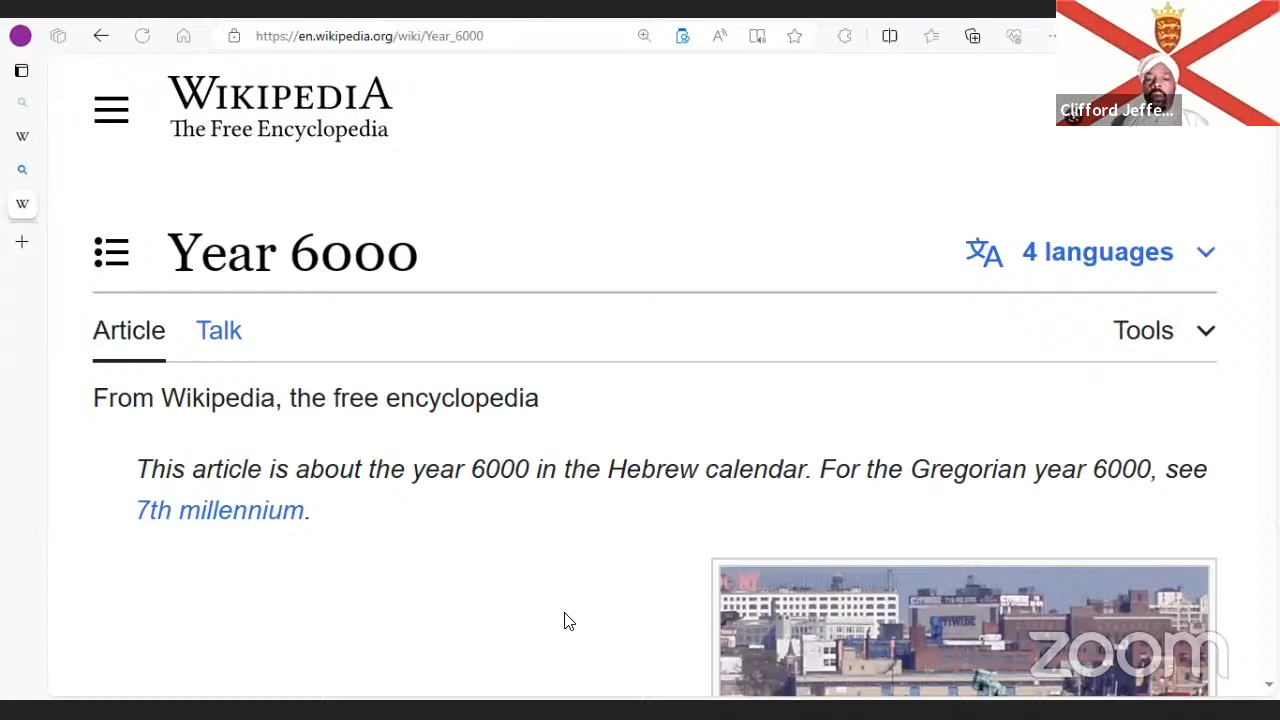 https://en.wikipedia.org/wiki/Year_6000
Clifford Jeffe...
WIKIPEDIA
The Free Encyclopedia
Year 6000
4 languages
Article
Talk
Tools
From Wikipedia, the free encyclopedia
This article is about the year 6000 in the Hebrew calendar. For the Gregorian year 6000, see
7th millennium.
CITYWIDE
zoom